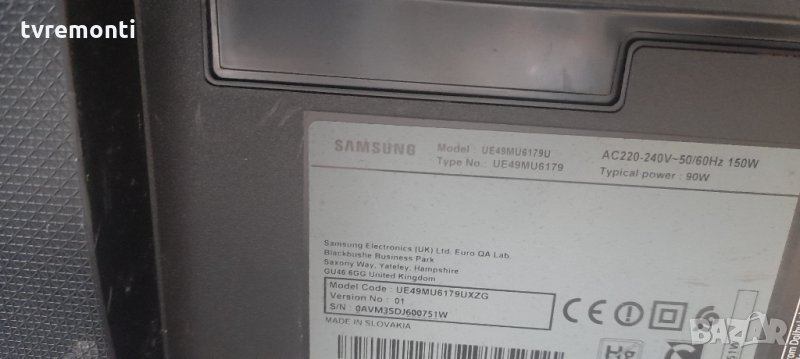 tvremonti
SAMSUNG
Model : UE49MU6179U
Type No : UE49MU6179
AC220-240V~50/60Hz 150W
Typical power : 90W
Samsung Electronics (UK) Ltd. Euro QA Lab.
Blackbushe Business Park
Saxony Way, Yateley, Hampshire
GU46 6GG United Kingdom
Model Code : UE49MU6179UXZG
Version No : 01
S/N : 0AVM3SDJ600751W
MADE IN SLOVAKIA
BAZAR